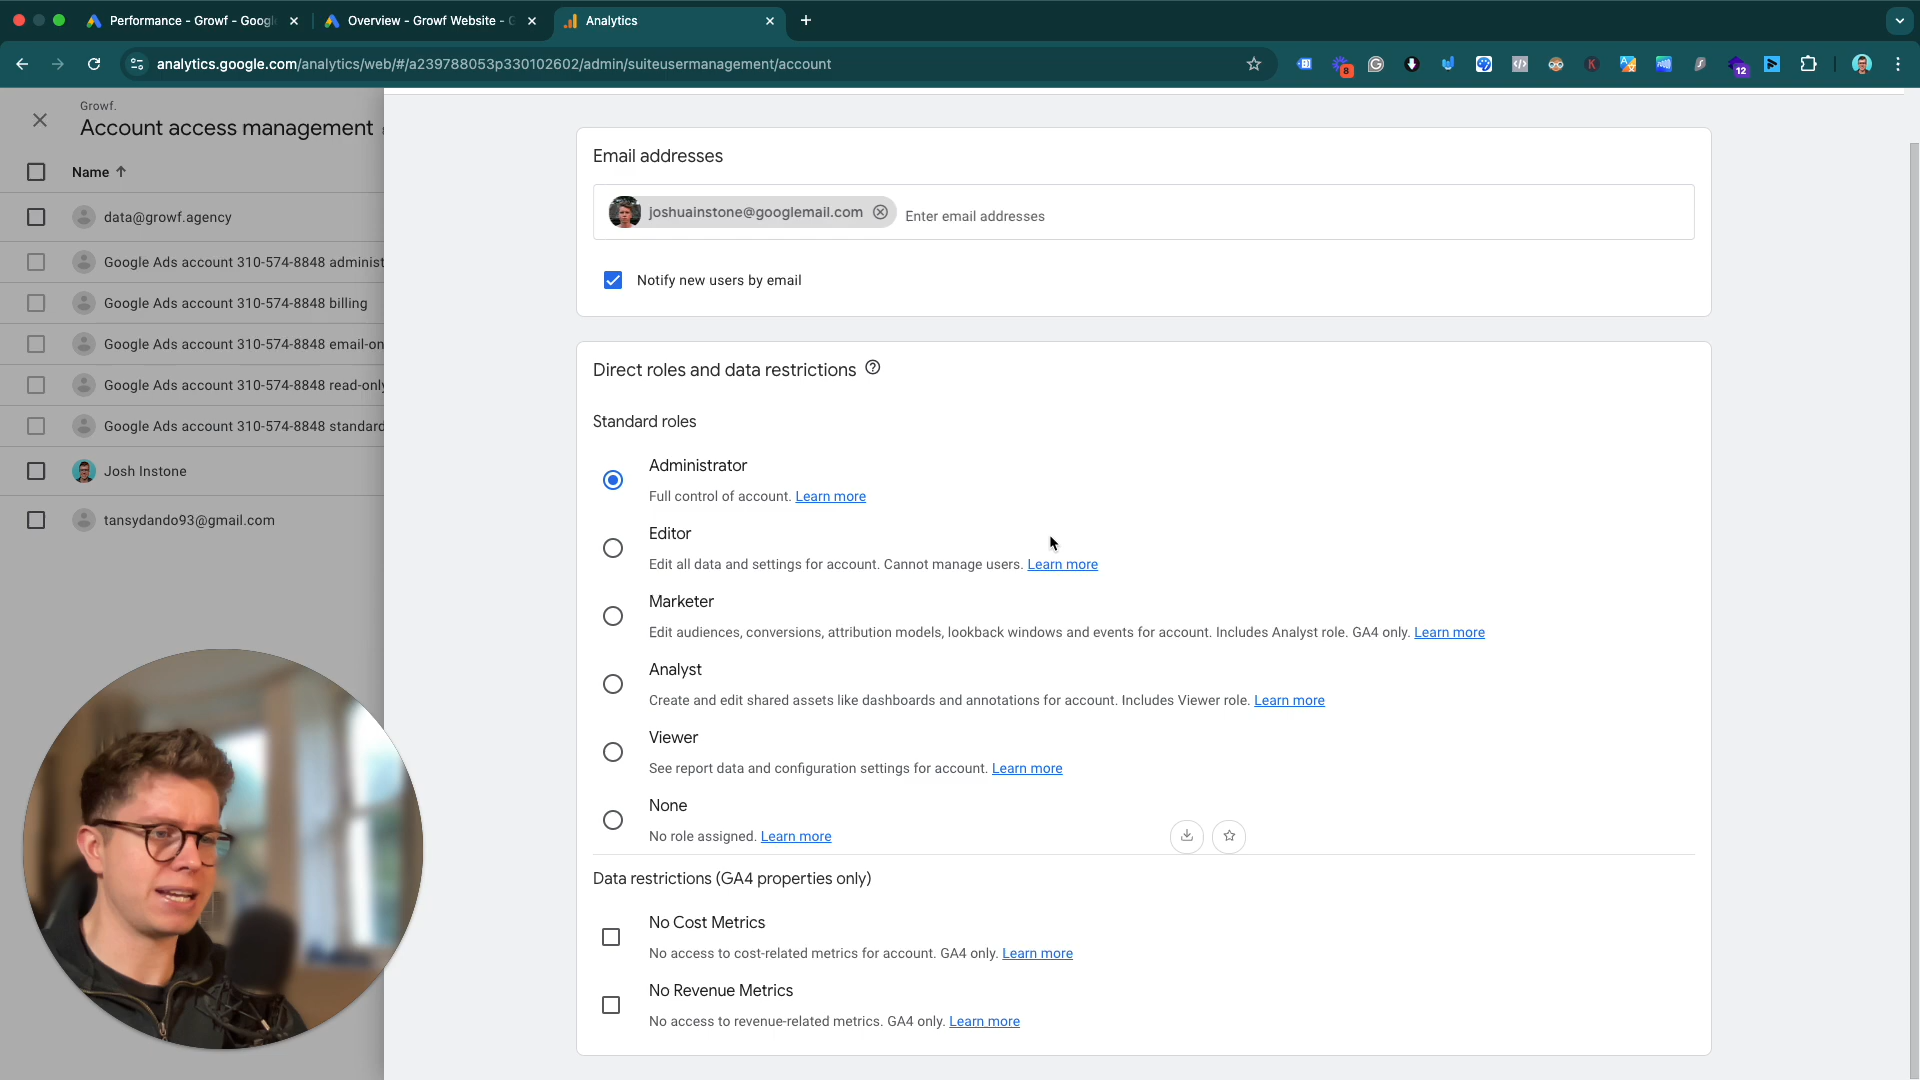 Performance - Growf - Googl
Overview - Growf Website - G
Analytics
analytics.google.com/analytics/web/#/a239788053p330102602/admin/suiteusermanagement/account
8
12
Growf.
Account access management
Name
data@growf.agency
Google Ads account 310-574-8848 administ
Google Ads account 310-574-8848 billing
Google Ads account 310-574-8848 email-on
Google Ads account 310-574-8848 read-only
Google Ads account 310-574-8848 standard
Josh Instone
tansydando93@gmail.com
Email addresses
joshuainstone@googlemail.com
Enter email addresses
Notify new users by email
Direct roles and data restrictions
Standard roles
Administrator
Full control of account. Learn more
Editor
Edit all data and settings for account. Cannot manage users. Learn more
Marketer
Edit audiences, conversions, attribution models, lookback windows and events for account. Includes Analyst role. GA4 only. Learn more
Analyst
Create and edit shared assets like dashboards and annotations for account. Includes Viewer role. Learn more
Viewer
See report data and configuration settings for account. Learn more
None
No role assigned. Learn more
Data restrictions (GA4 properties only)
No Cost Metrics
No access to cost-related metrics for account. GA4 only. Learn more
No Revenue Metrics
No access to revenue-related metrics. GA4 only. Learn more